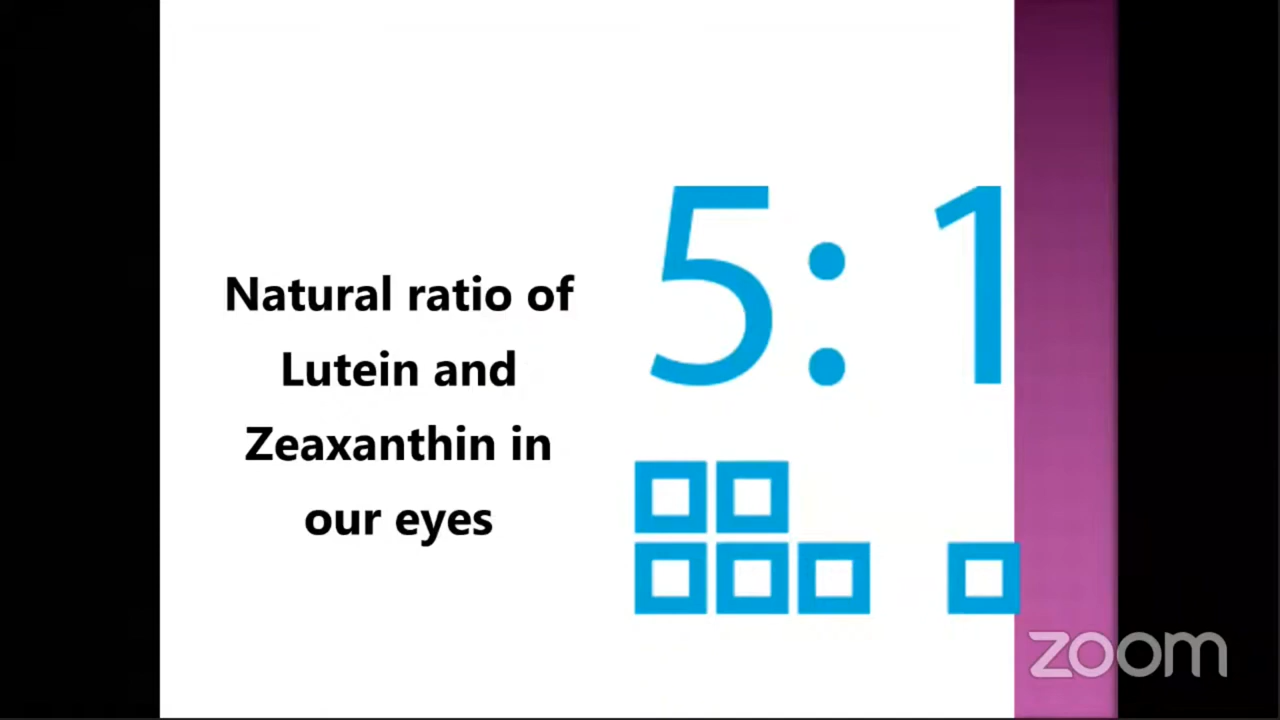 Natural ratio of
Lutein and
Zeaxanthin in
our eyes
5:1
zoom